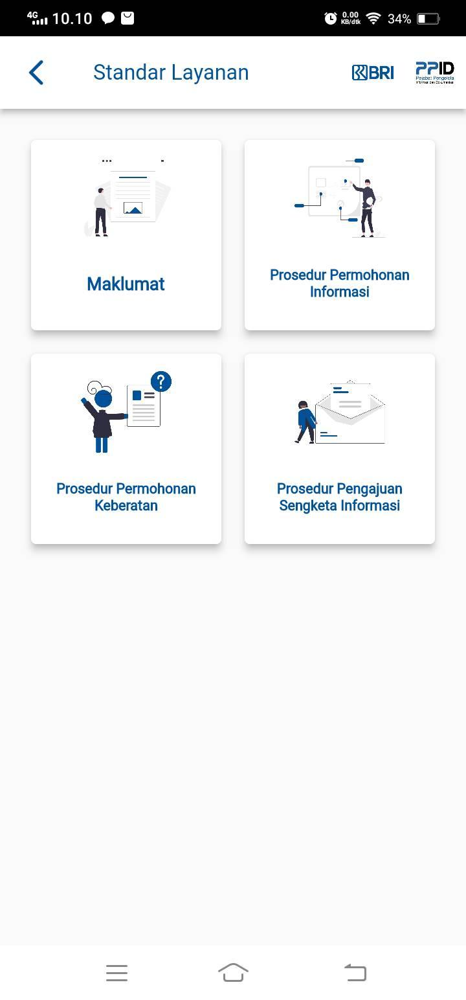 4G 10.10 0.00 KB/dtk 34%
Standar Layanan BRI PPID
Pejabat Pengelola
Informasi dan Dokumentasi
Maklumat
Prosedur Permohonan
Informasi
?
Prosedur Permohonan
Keberatan
Prosedur Pengajuan
Sengketa Informasi